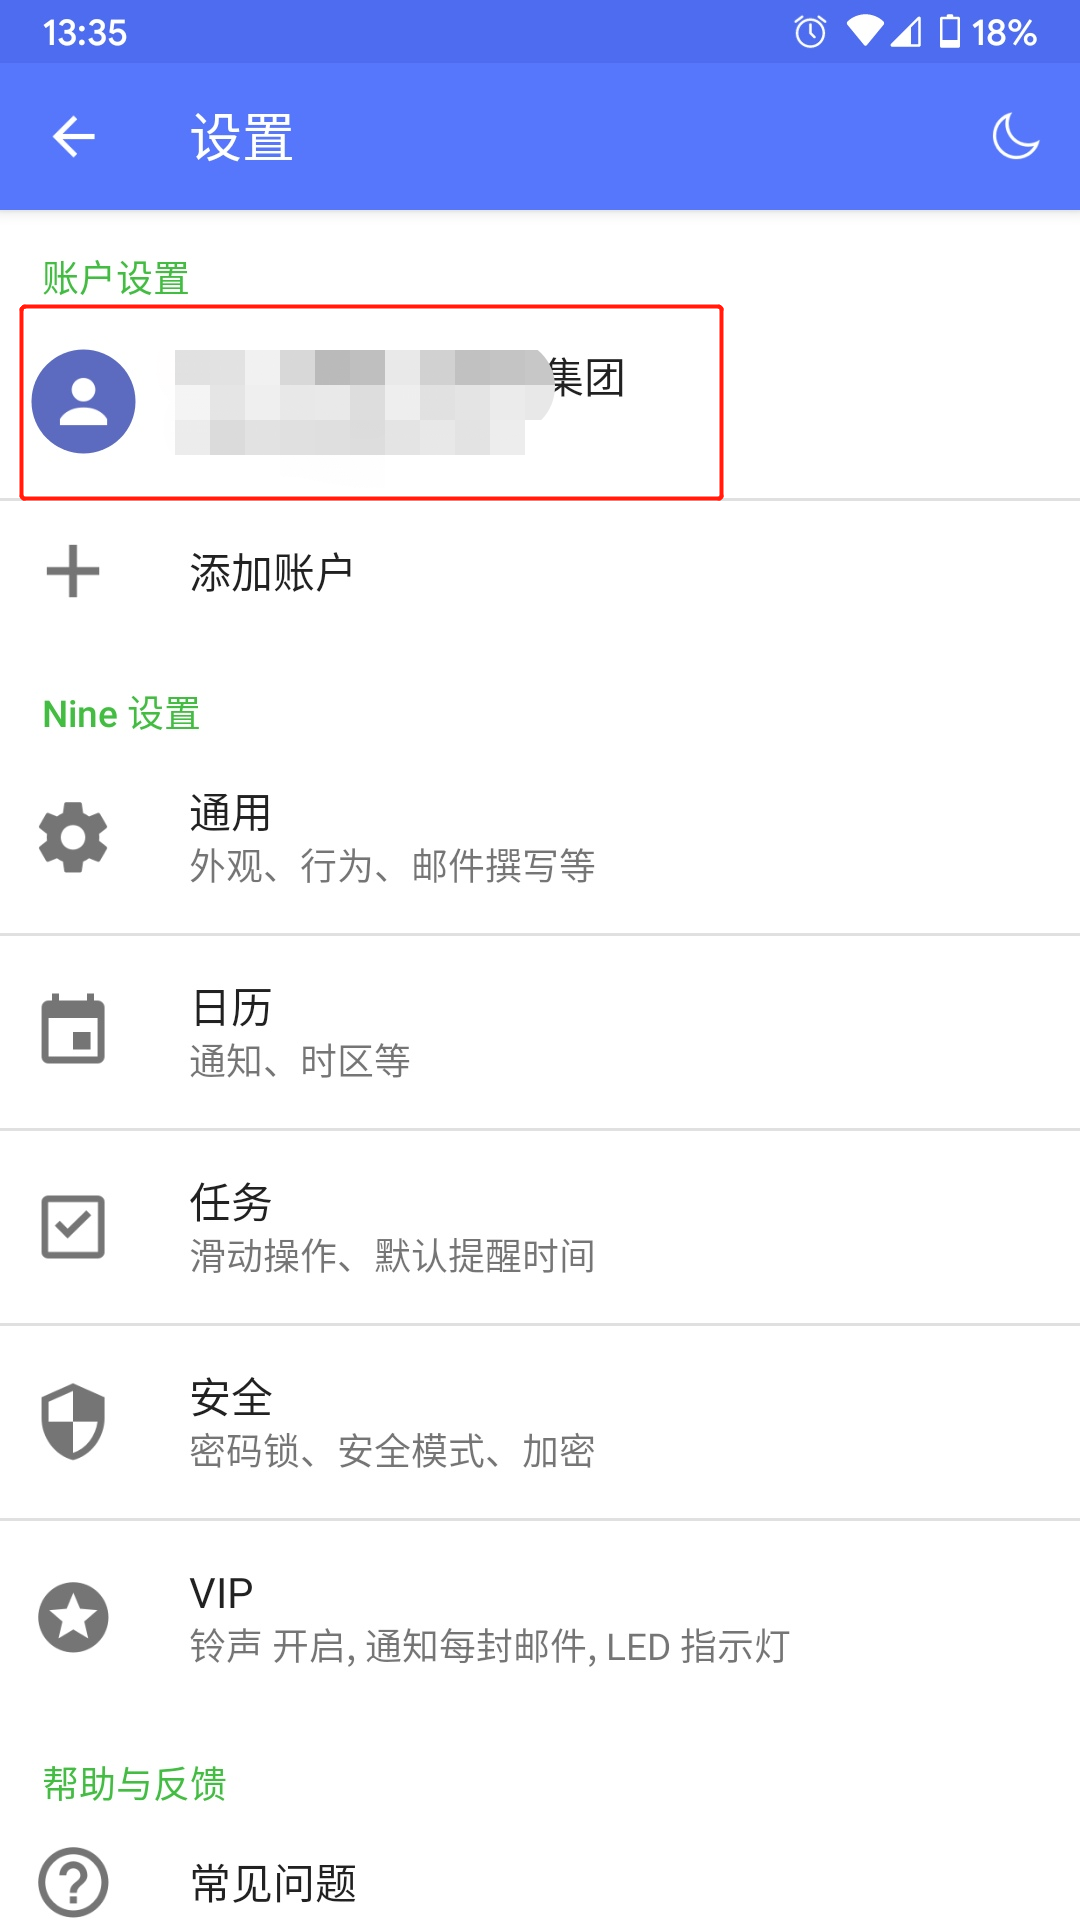 13:35
18%
设置
账户设置
集团
添加账户
Nine 设置
通用
外观、行为、邮件撰写等
日历
通知、时区等
任务
滑动操作、默认提醒时间
安全
密码锁、安全模式、加密
VIP
铃声 开启, 通知每封邮件, LED 指示灯
帮助与反馈
常见问题